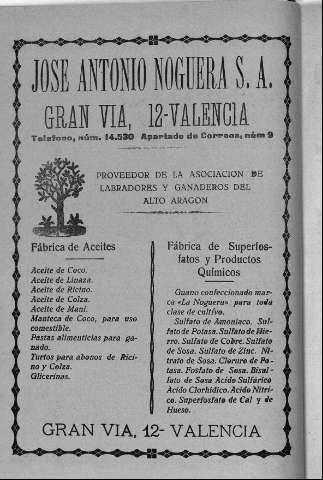 JOSE ANTONIO NOGUERA S. A.
GRAN VIA, 12-VALENCIA
Telefono, núm. 14.530 Apartado de Correos, núm 9
PROVEEDOR DE LA ASOCIACION DE
LABRADORES Y GANADEROS DEL
ALTO ARAGON
Fábrica de Aceites
Aceite de Coco.
Aceite de Linaza.
Aceite de Ricino.
Aceite de Colza.
Aceite de Maní.
Manteca de Coco, para uso
comestible.
Pastas alimenticias para ga-
nado.
Turtos para abonos de Rici-
no y Colza.
Glicerinas.
Fábrica de Superfos-
fatos y Productos
Químicos
Guano confeccionado mar-
ca «La Noguera» para toda
clase de cultivo.
Sulfato de Amoniaco. Sul-
fato de Potasa. Sulfato de Hie-
rro. Sulfato de Cobre. Sulfato
de Sosa. Sulfato de Zinc. Ni-
trato de Sosa. Cloruro de Po-
tasa. Fosfato de Sosa. Bisul-
fato de Sosa Acido Sulfúrico
Acido Clorhídico. Acido Nítri-
co. Superfosfato de Cal y de
Hueso.
GRAN VIA, 12- VALENCIA